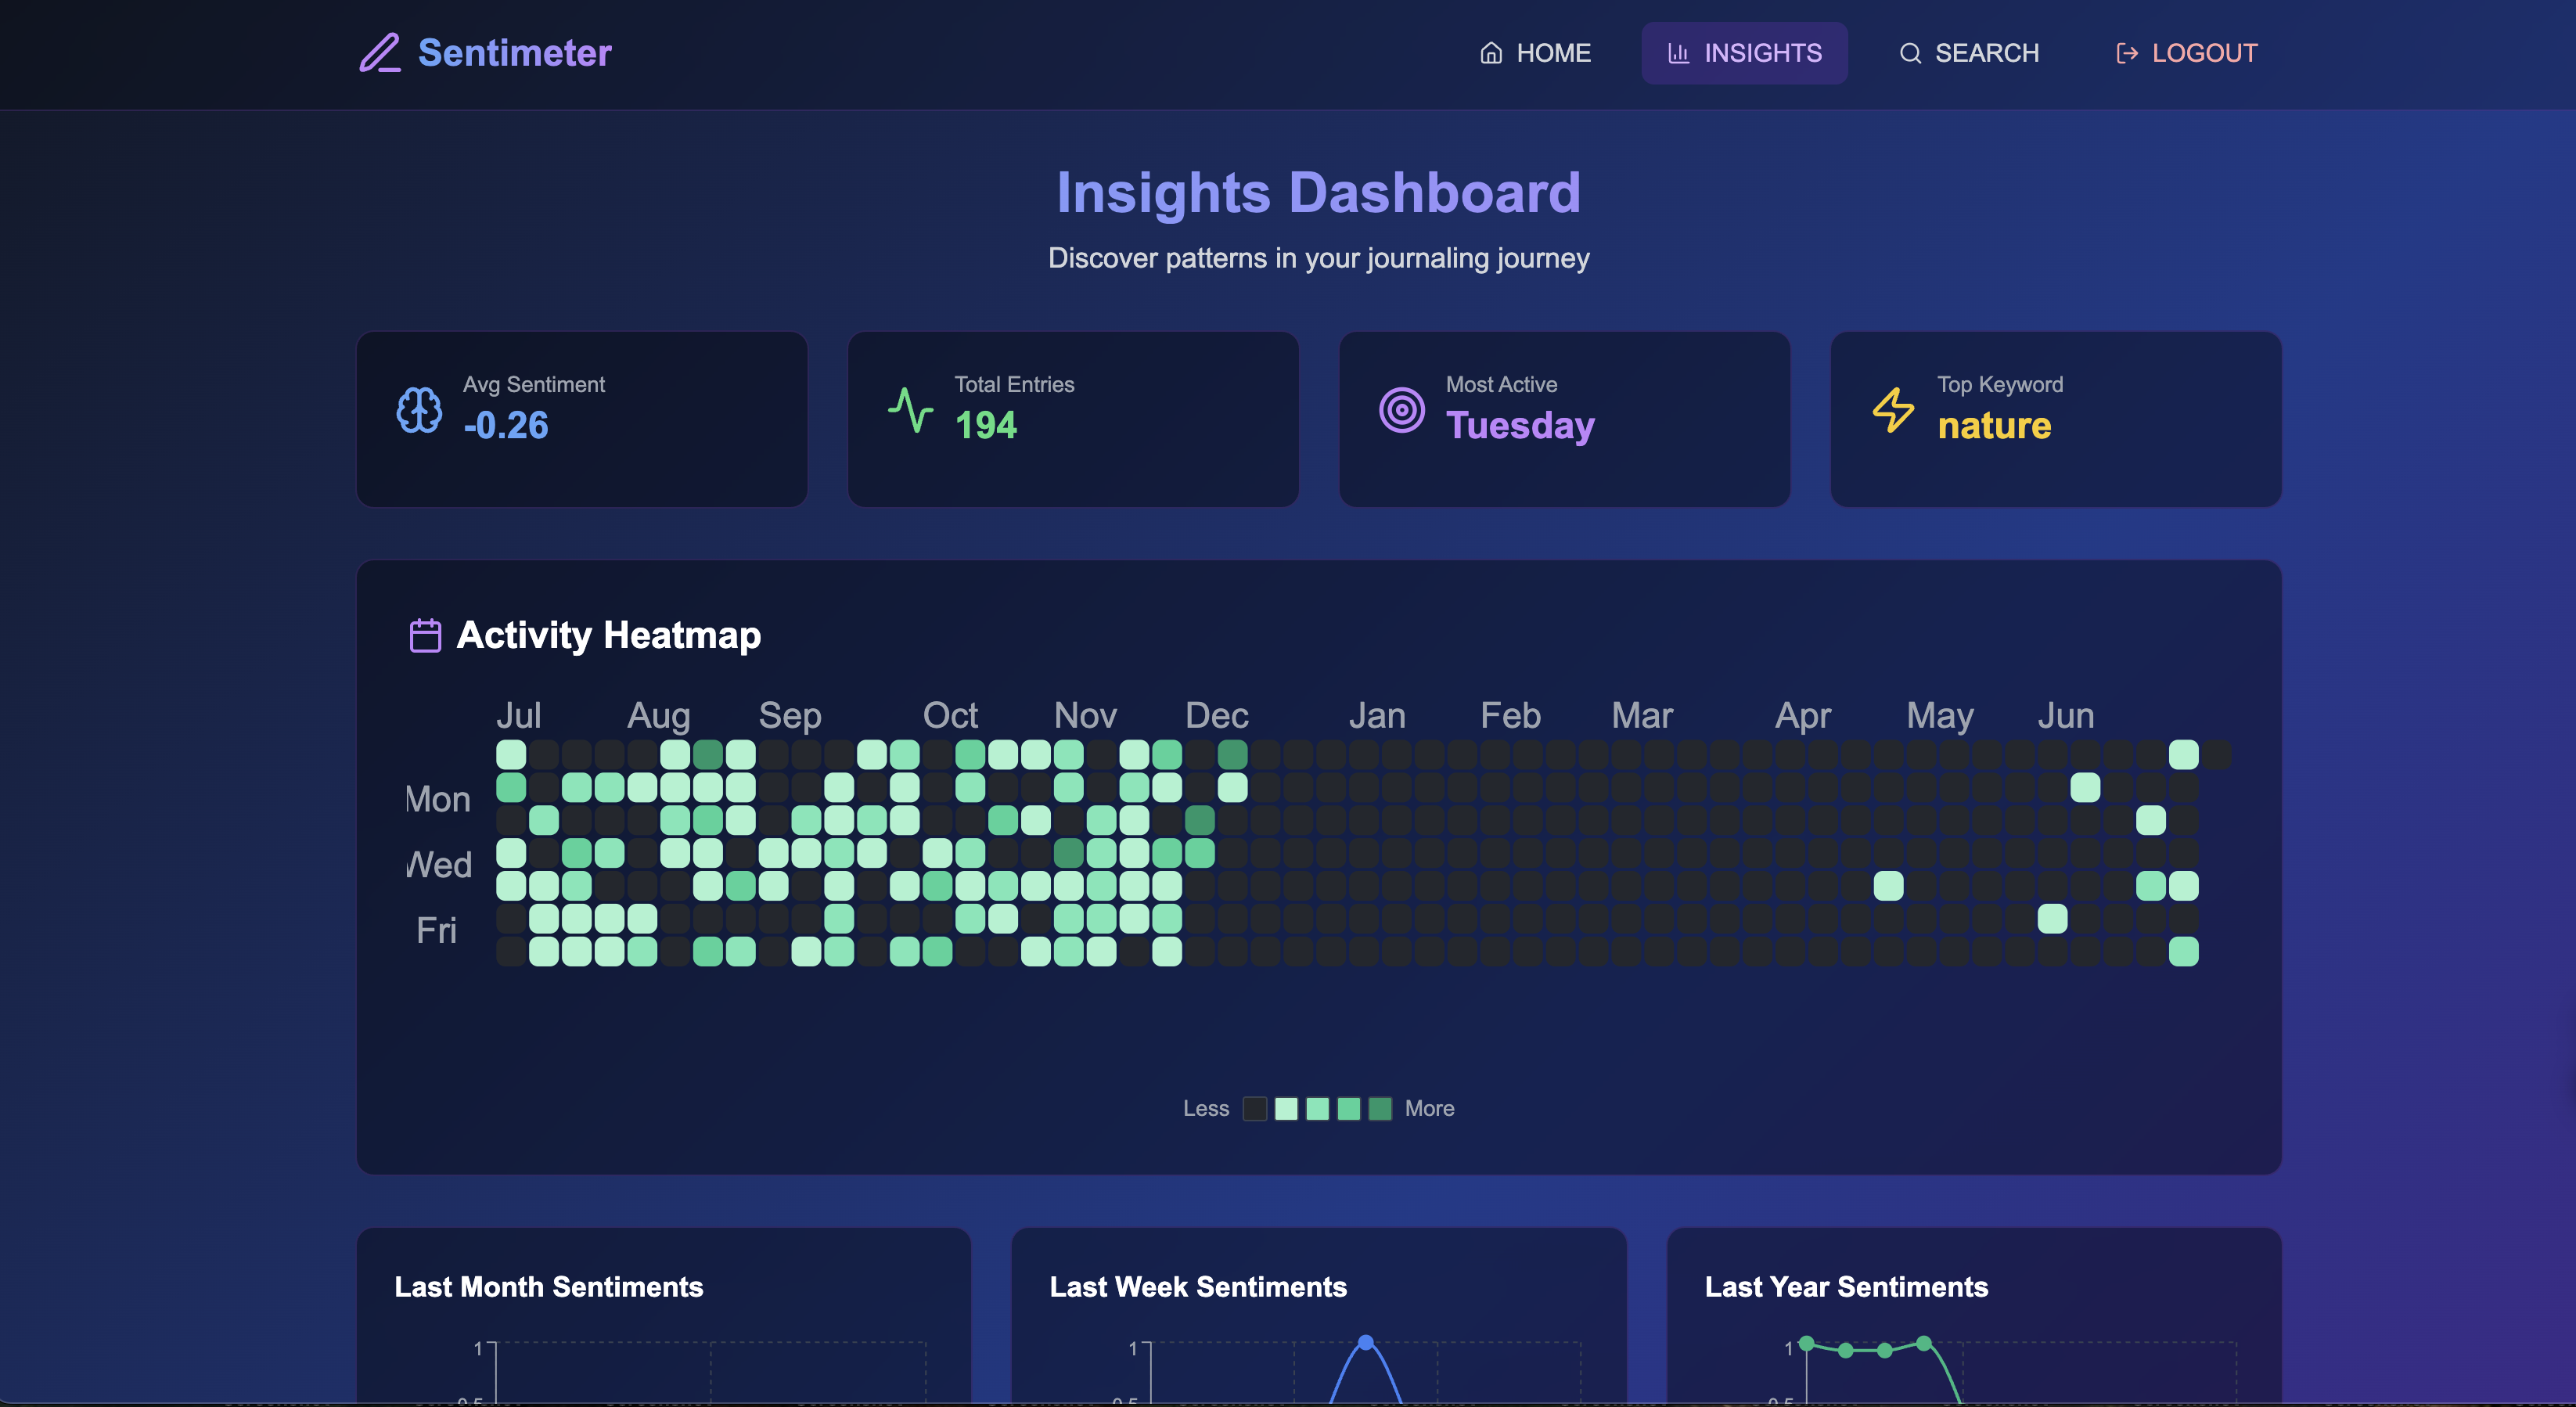 Sentimeter
HOME
INSIGHTS
SEARCH
LOGOUT
Insights Dashboard
Discover patterns in your journaling journey
Avg Sentiment
-0.26
Total Entries
194
Most Active
Tuesday
Top Keyword
nature
Activity Heatmap
Jul Aug Sep Oct Nov Dec Jan Feb Mar Apr May Jun
Mon
Wed
Fri
Less
More
Last Month Sentiments
1
Last Week Sentiments
1
Last Year Sentiments
1